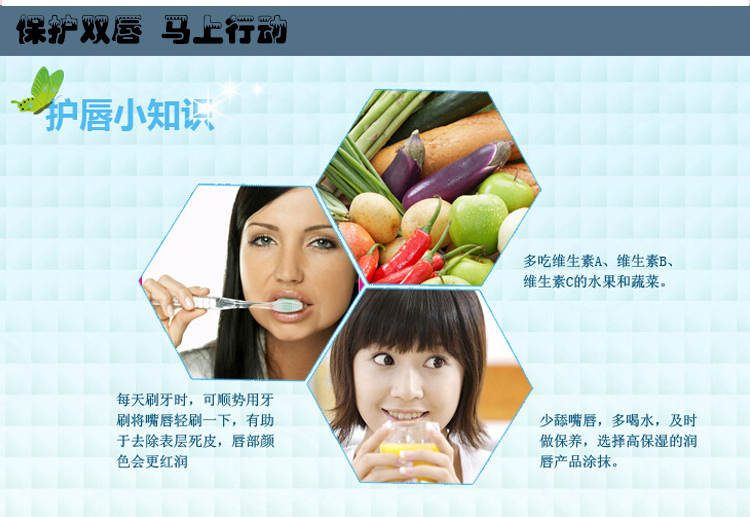 保护双唇 马上行动
护唇小知识
多吃维生素A、维生素B、
维生素C的水果和蔬菜。
每天刷牙时，可顺势用牙
刷将嘴唇轻刷一下，有助
于去除表层死皮，唇部颜
色会更红润
少舔嘴唇，多喝水，及时
做保养，选择高保湿的润
唇产品涂抹。